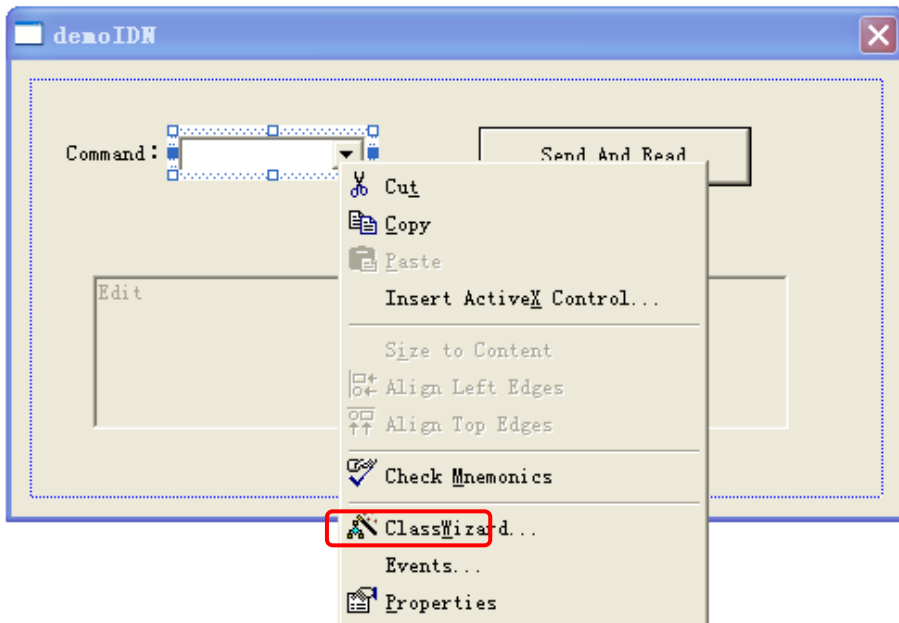 demoIDN
Command：
Send And Read
Cut
Copy
Paste
Edit
Insert ActiveX Control...
Size to Content
Align Left Edges
Align Top Edges
Check Mnemonics
ClassWizard...
Events...
Properties